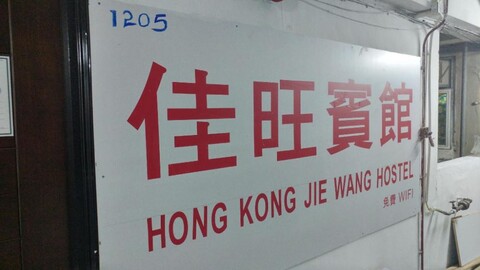 1205
佳旺賓館
HONG KONG JIE WANG HOSTEL
免費 WIFI